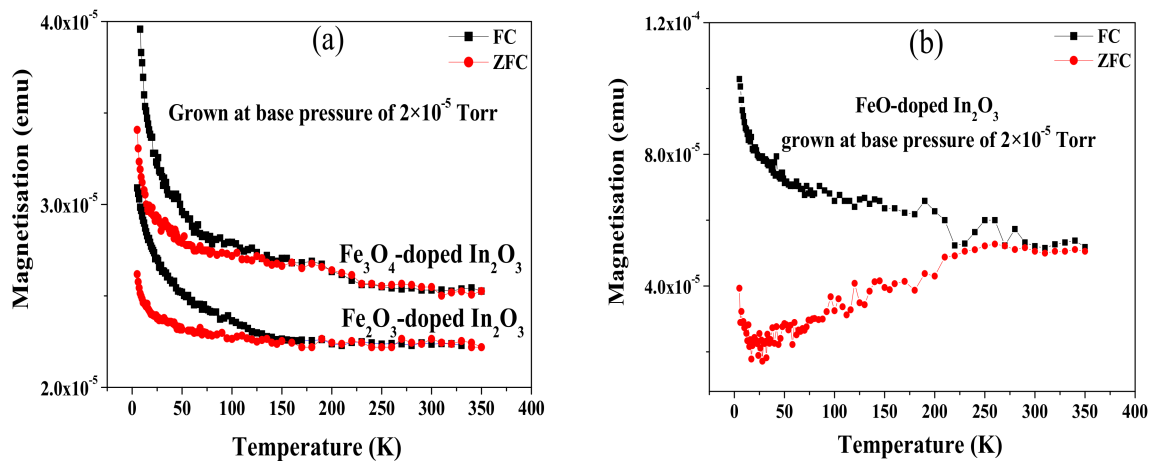 (a)
FC
ZFC
Grown at base pressure of 2×10⁻⁵ Torr
Fe₃O₄-doped In₂O₃
Fe₂O₃-doped In₂O₃
4.0x10⁻⁵
3.0x10⁻⁵
2.0x10⁻⁵
Magnetisation (emu)
0 50 100 150 200 250 300 350 400
Temperature (K)
(b)
FC
ZFC
FeO-doped In₂O₃
grown at base pressure of 2×10⁻⁵ Torr
1.2x10⁻⁴
8.0x10⁻⁵
4.0x10⁻⁵
Magnetisation (emu)
0 50 100 150 200 250 300 350 400
Temperature (K)